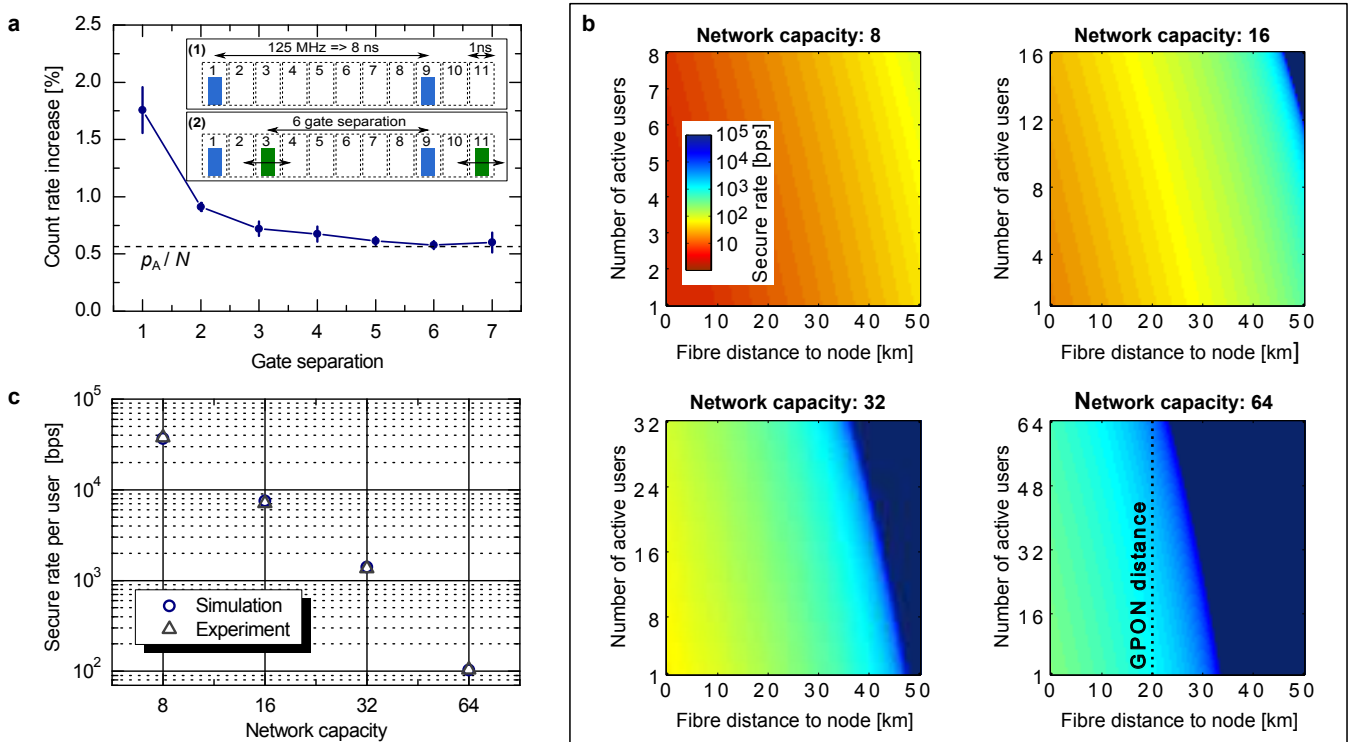 a
Count rate increase [%]
2.5
2.0
1.5
1.0
0.5
0.0
(1)
125 MHz => 8 ns
1ns
1 2 3 4 5 6 7 8 9 10 11
(2)
6 gate separation
1 2 3 4 5 6 7 8 9 10 11
pA / N
1 2 3 4 5 6 7
Gate separation
b
Network capacity: 8
Number of active users
8
7
6
5
4
3
2
1
Secure rate [bps]
10^5
10^4
10^3
10^2
10
0 10 20 30 40 50
Fibre distance to node [km]
Network capacity: 16
Number of active users
16
12
8
4
1
0 10 20 30 40 50
Fibre distance to node [km]
Network capacity: 32
Number of active users
32
24
16
8
1
0 10 20 30 40 50
Fibre distance to node [km]
Network capacity: 64
Number of active users
64
48
32
16
1
GPON distance
0 10 20 30 40 50
Fibre distance to node [km]
c
Secure rate per user [bps]
10^5
10^4
10^3
10^2
Simulation
Experiment
8 16 32 64
Network capacity